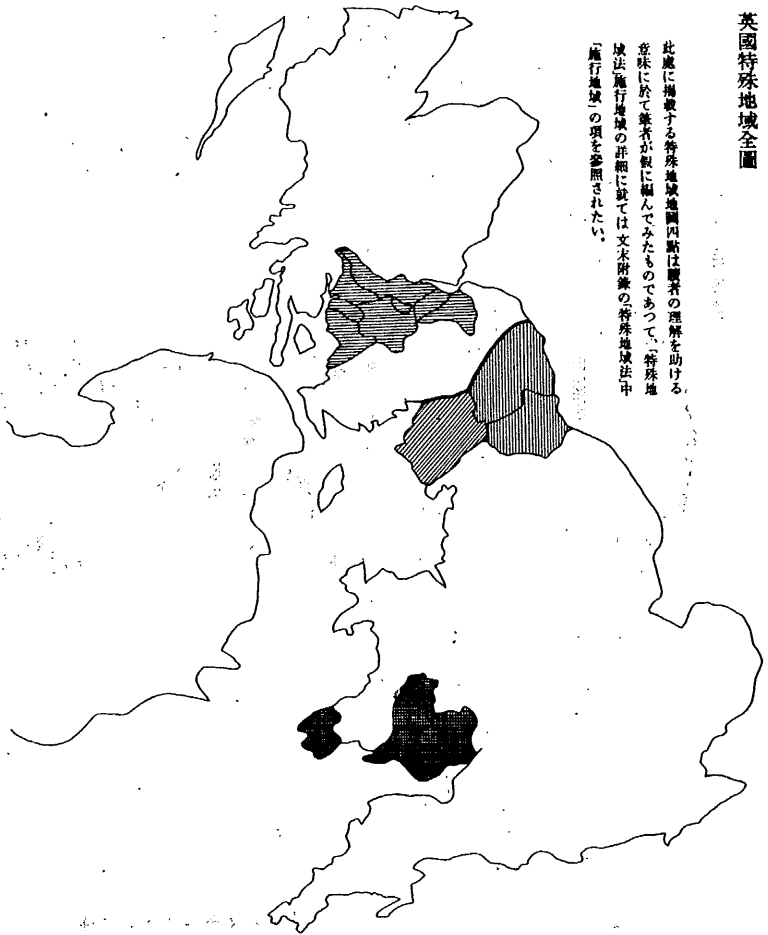 英國特殊地域全圖
此處に揭載する特殊地域地圖四點は讀者の理解を助ける
意味に於て筆者が假に編んでみたものであつて、「特殊地
域法」施行地域の詳細に就ては文末附錄の「特殊地域法」中
「施行地域」の項を參照されたい。